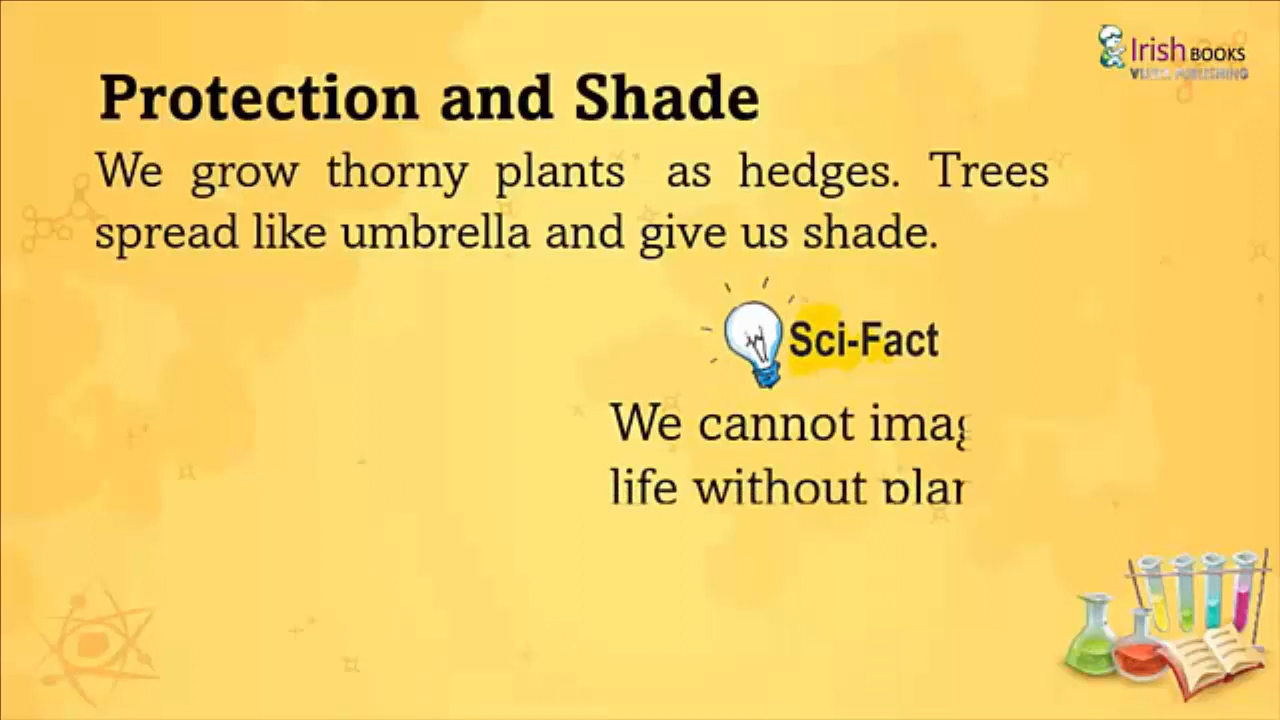 Irish BOOKS
Protection and Shade
We grow thorny plants as hedges. Trees
spread like umbrella and give us shade.
Sci-Fact
We cannot
life without